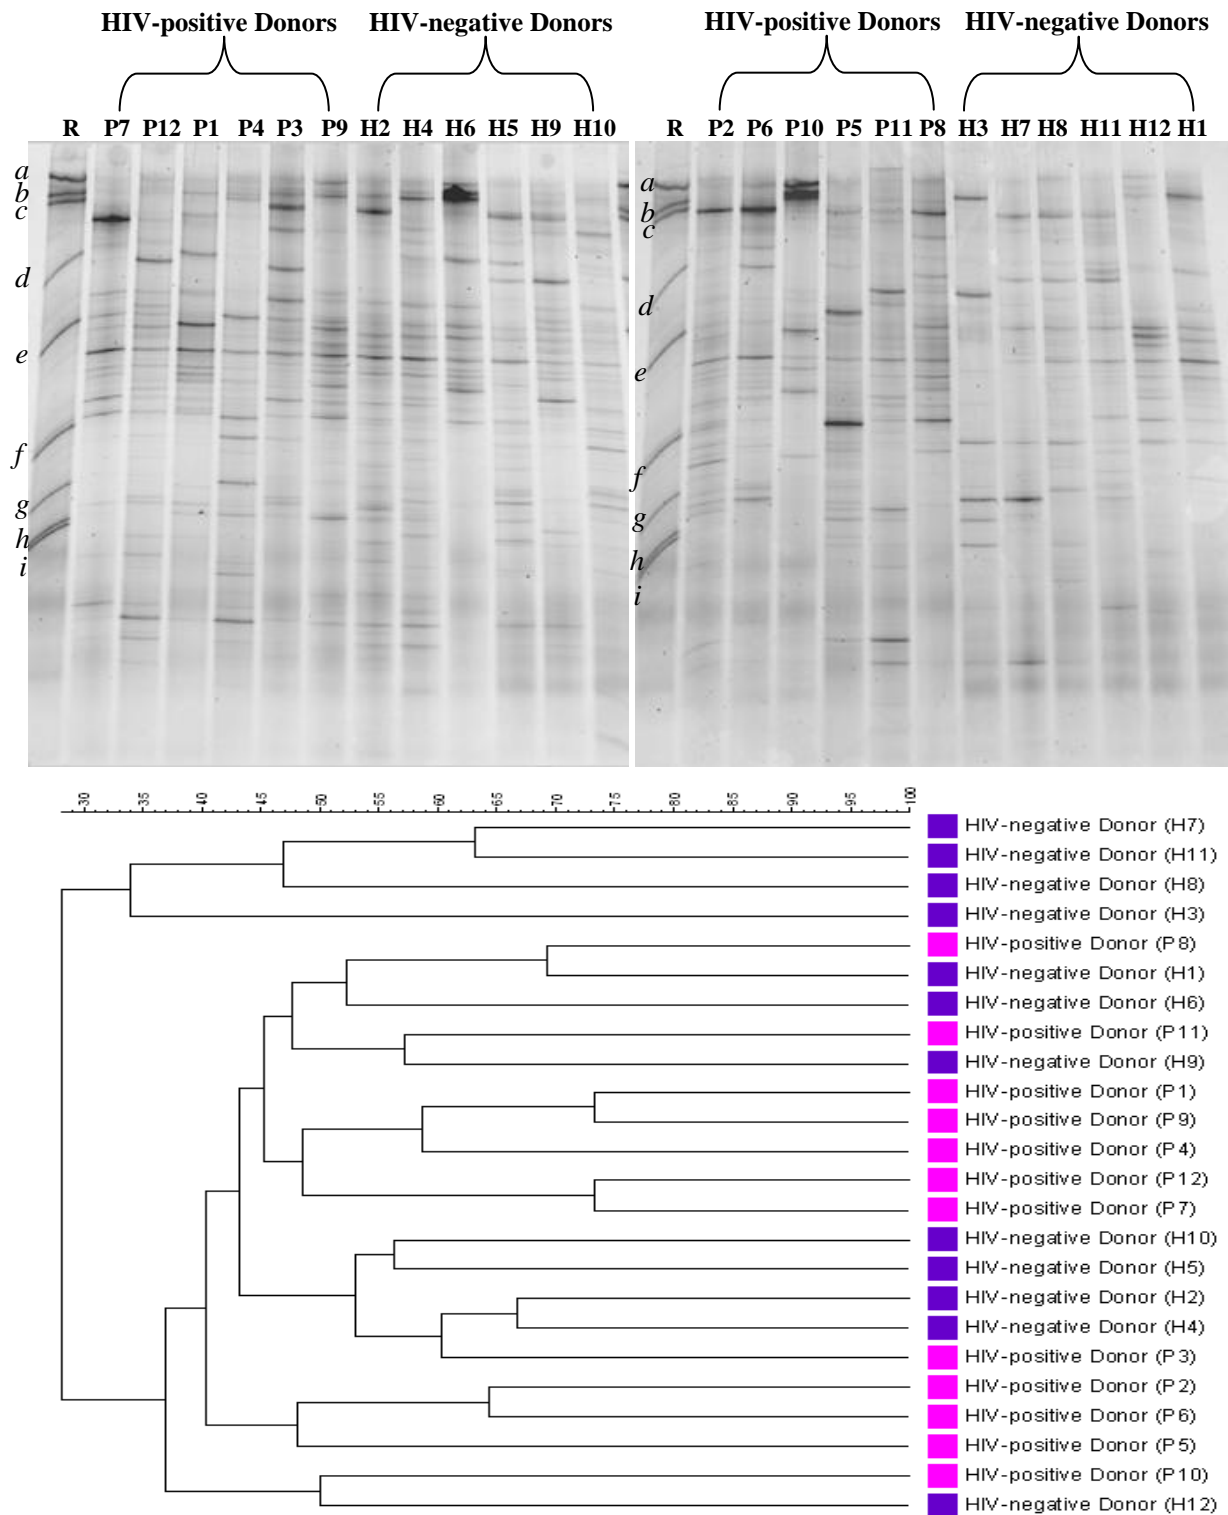 HIV-positive Donors HIV-negative Donors HIV-positive Donors HIV-negative Donors
R P7 P12 P1 P4 P3 P9 H2 H4 H6 H5 H9 H10 R P2 P6 P10 P5 P11 P8 H3 H7 H8 H11 H12 H1
a a
b b
c c
d d
e e
f f
g g
h h
i i
30 35 40 45 50 55 60 65 70 75 80 85 90 95 100
HIV-negative Donor (H7)
HIV-negative Donor (H11)
HIV-negative Donor (H8)
HIV-negative Donor (H3)
HIV-positive Donor (P8)
HIV-negative Donor (H1)
HIV-negative Donor (H6)
HIV-positive Donor (P11)
HIV-negative Donor (H9)
HIV-positive Donor (P1)
HIV-positive Donor (P9)
HIV-positive Donor (P4)
HIV-positive Donor (P12)
HIV-positive Donor (P7)
HIV-negative Donor (H10)
HIV-negative Donor (H5)
HIV-negative Donor (H2)
HIV-negative Donor (H4)
HIV-positive Donor (P3)
HIV-positive Donor (P2)
HIV-positive Donor (P6)
HIV-positive Donor (P5)
HIV-positive Donor (P10)
HIV-negative Donor (H12)